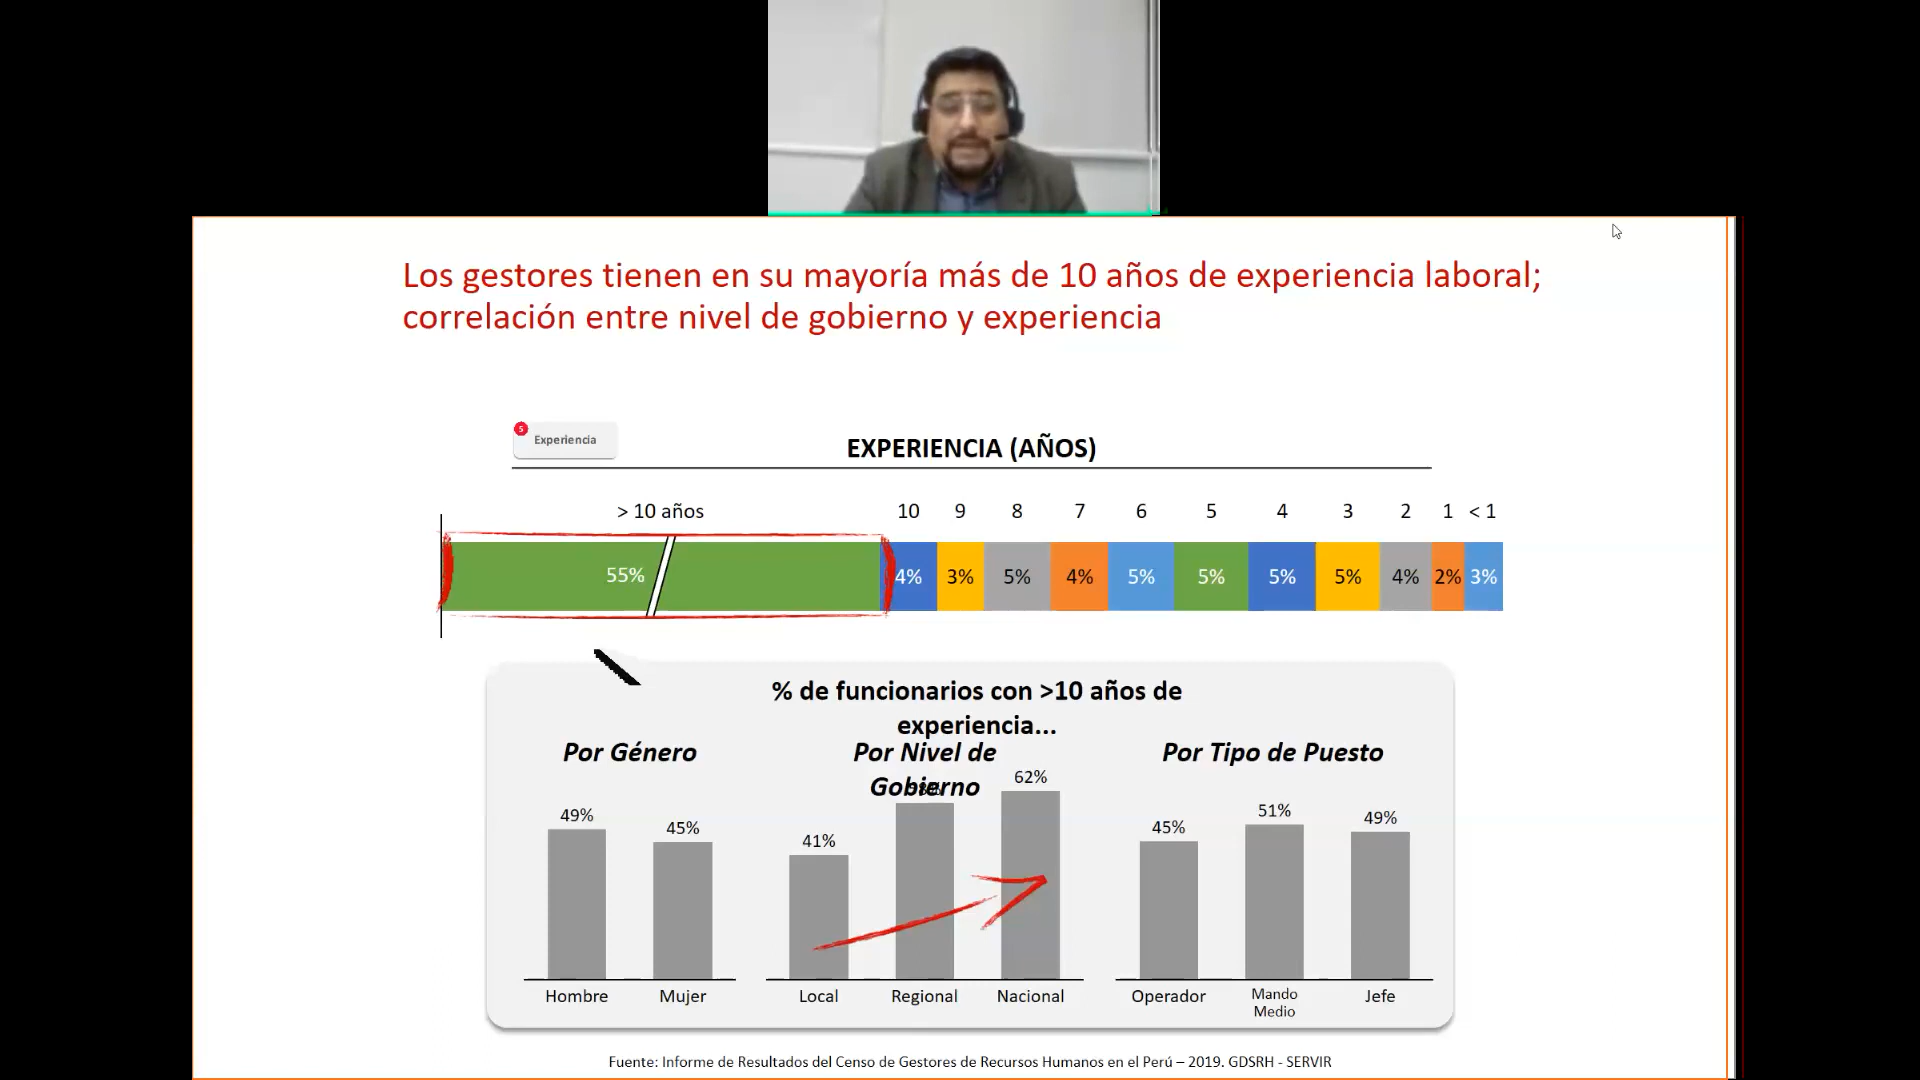 Los gestores tienen en su mayoría más de 10 años de experiencia laboral;
correlación entre nivel de gobierno y experiencia
5
Experiencia
EXPERIENCIA (AÑOS)
> 10 años 10 9 8 7 6 5 4 3 2 1 < 1
55% 4% 3% 5% 4% 5% 5% 5% 5% 4% 2% 3%
% de funcionarios con >10 años de
experiencia...
Por Género
49% 45%
Hombre Mujer
Por Nivel de
Gobierno
41% 62%
Local Regional Nacional
Por Tipo de Puesto
45% 51% 49%
Operador Mando
Medio Jefe
Fuente: Informe de Resultados del Censo de Gestores de Recursos Humanos en el Perú – 2019. GDSRH - SERVIR